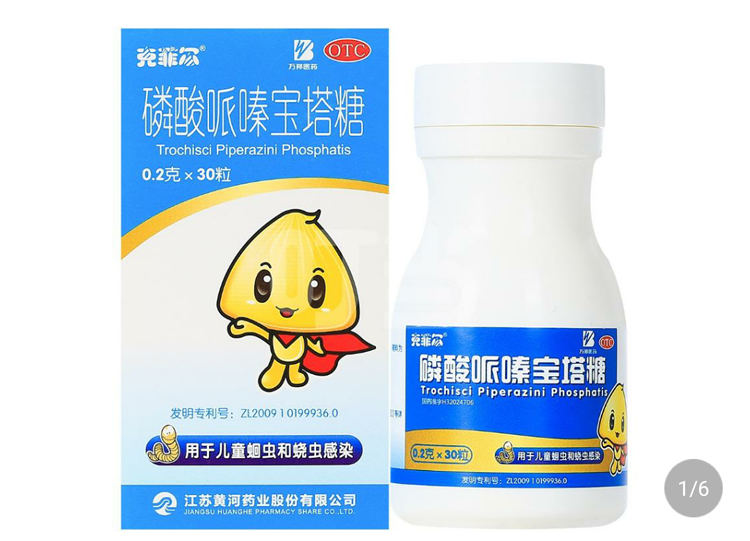 克菲尔®
万邦医药
OTC
磷酸哌嗪宝塔糖
Trochisci Piperazini Phosphatis
0.2克×30粒
发明专利号：ZL2009 1 0199936.0
用于儿童蛔虫和蛲虫感染
江苏黄河药业股份有限公司
JIANGSU HUANGHE PHARMACY SHARE CO.,LTD.
克菲尔®
万邦医药
OTC
磷酸哌嗪宝塔糖
Trochisci Piperazini Phosphatis
国药准字H32024706
0.2克×30粒
用于儿童蛔虫和蛲虫感染
发明专利号：ZL2009 1 0199936.0
1/6